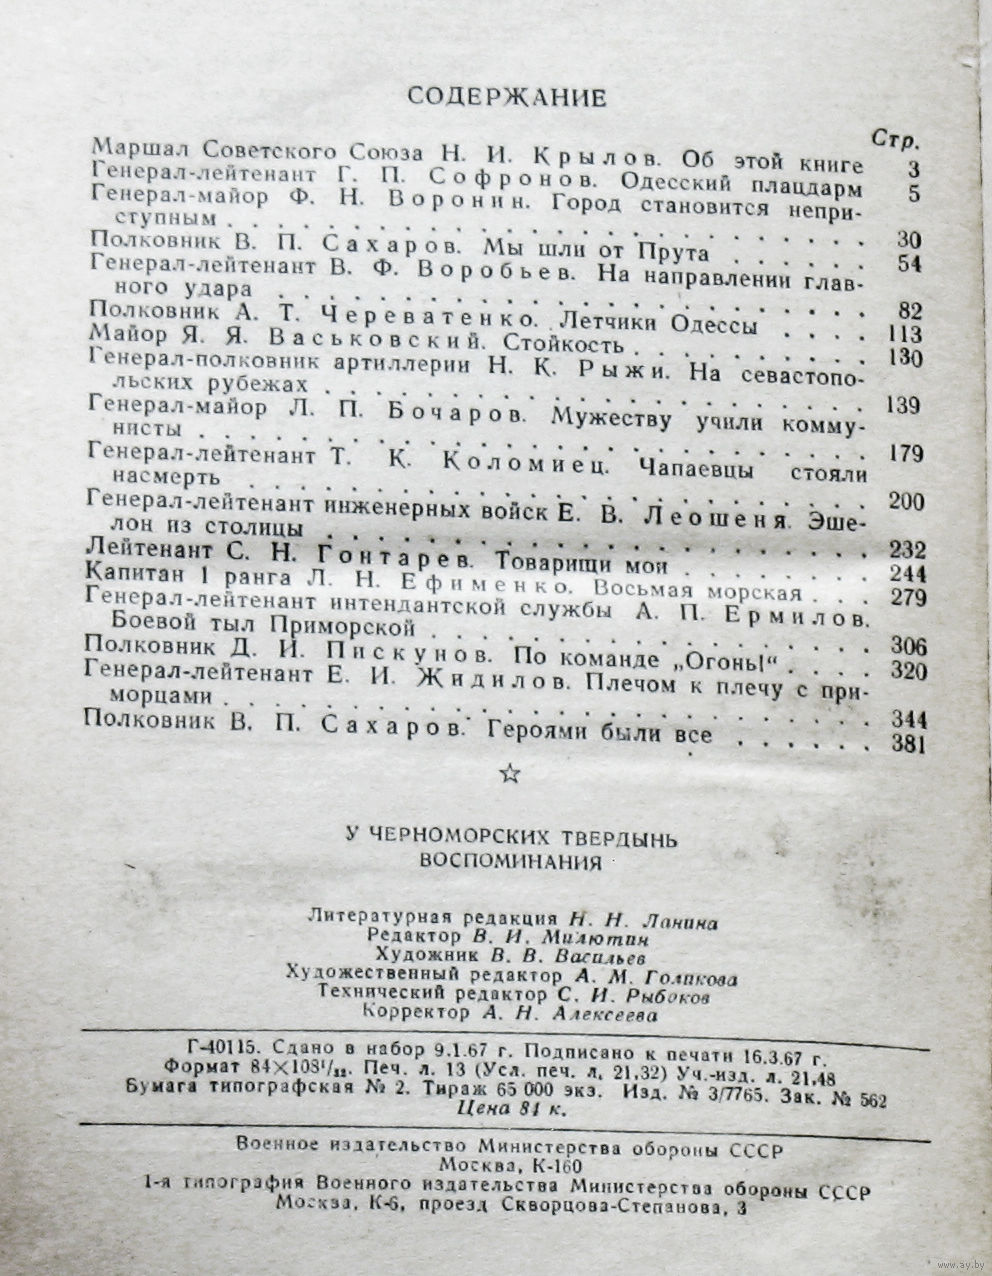 СОДЕРЖАНИЕ
Стр.
Маршал Советского Союза Н. И. Крылов. Об этой книге 3
Генерал-лейтенант Г. П. Софронов. Одесский плацдарм 5
Генерал-майор Ф. Н. Воронин. Город становится непри-
ступным . . . . . . . . . . . . . . . . . . . . 30
Полковник В. П. Сахаров. Мы шли от Прута . . . . . . 54
Генерал-лейтенант В. Ф. Воробьев. На направлении глав-
ного удара . . . . . . . . . . . . . . . . . . . 82
Полковник А. Т. Череватенко. Летчики Одессы . . . . 113
Майор Я. Я. Васьковский. Стойкость . . . . . . . . . 130
Генерал-полковник артиллерии Н. К. Рыжи. На севастопо-
льских рубежах . . . . . . . . . . . . . . . . . 139
Генерал-майор Л. П. Бочаров. Мужеству учили комму-
нисты . . . . . . . . . . . . . . . . . . . . . 179
Генерал-лейтенант Т. К. Коломиец. Чапаевцы стояли
насмерть . . . . . . . . . . . . . . . . . . . . 200
Генерал-лейтенант инженерных войск Е. В. Леошеня. Эше-
лон из столицы . . . . . . . . . . . . . . . . . 232
Лейтенант С. Н. Гонтарев. Товарищи мои . . . . . . . 244
Капитан 1 ранга Л. Н. Ефименко. Восьмая морская . . . 279
Генерал-лейтенант интендантской службы А. П. Ермилов.
Боевой тыл Приморской . . . . . . . . . . . . . . 306
Полковник Д. И. Пискунов. По команде „Огонь!“ . . . . 320
Генерал-лейтенант Е. И. Жидилов. Плечом к плечу с при-
морцами . . . . . . . . . . . . . . . . . . . . 344
Полковник В. П. Сахаров. Героями были все . . . . . . 381
☆
У ЧЕРНОМОРСКИХ ТВЕРДЫНЬ
ВОСПОМИНАНИЯ
Литературная редакция Н. Н. Ланина
Редактор В. И. Милютин
Художник В. В. Васильев
Художественный редактор А. М. Голикова
Технический редактор С. И. Рыбоков
Корректор А. Н. Алексеева
Г-40115. Сдано в набор 9.1.67 г. Подписано к печати 16.3.67 г.
Формат 84×108¹/₃₂. Печ. л. 13 (Усл. печ. л. 21,32) Уч.-изд. л. 21,48
Бумага типографская № 2. Тираж 65 000 экз. Изд. № 3/7765. Зак. № 562
Цена 84 к.
Военное издательство Министерства обороны СССР
Москва, К-160
1-я типография Военного издательства Министерства обороны СССР
Москва, К-6, проезд Скворцова-Степанова, 3
www.ay.by